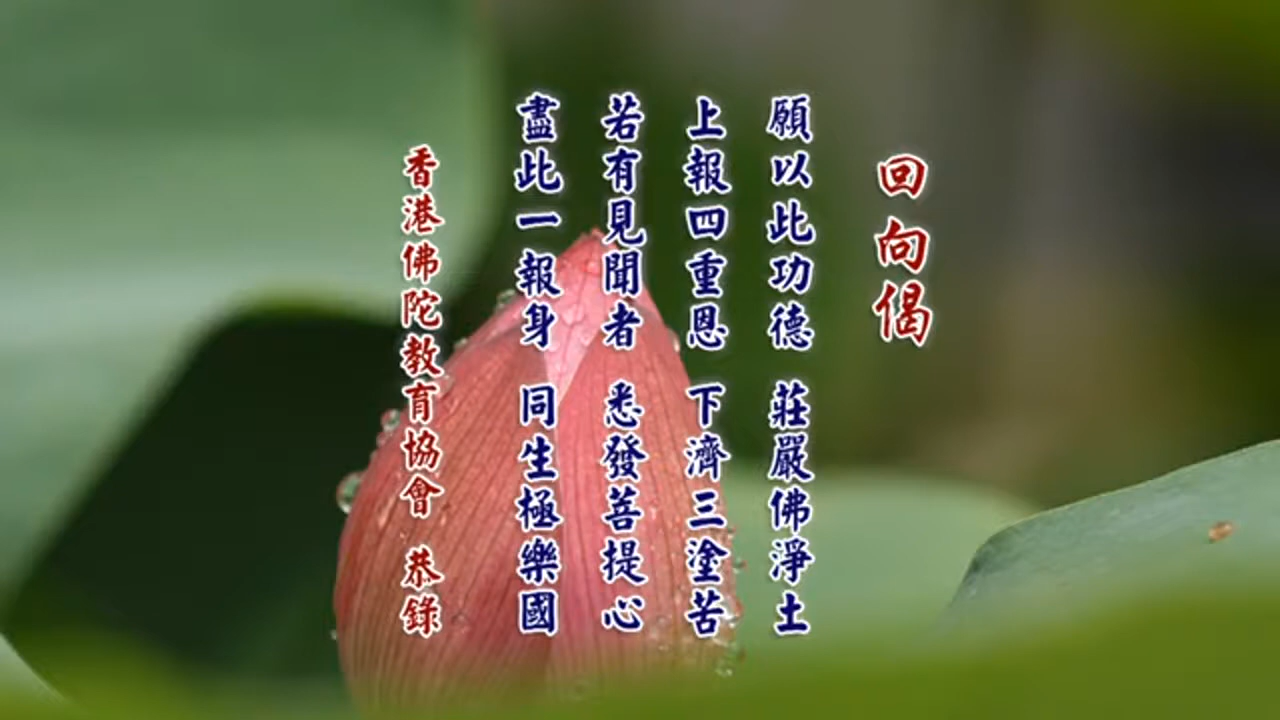 回向偈
願以此功德 莊嚴佛淨土
上報四重恩 下濟三塗苦
若有見聞者 悉發菩提心
盡此一報身 同生極樂國
香港佛陀教育協會 恭錄